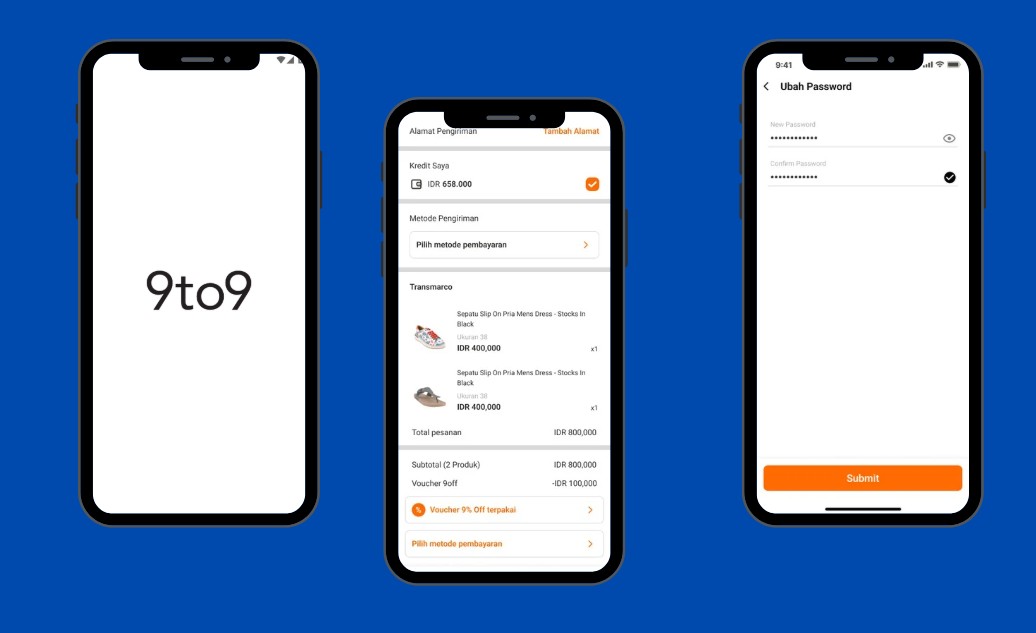 9to9
Alamat Pengiriman Tambah Alamat
Kredit Saya
IDR 658.000
Metode Pengiriman
Pilih metode pembayaran
Transmarco
Sepatu Slip On Pria Mens Dress - Stocks In
Black
Ukuran 38
IDR 400,000 x1
Sepatu Slip On Pria Mens Dress - Stocks In
Black
Ukuran 38
IDR 400,000 x1
Total pesanan IDR 800,000
Subtotal (2 Produk) IDR 800,000
Voucher 9off -IDR 100,000
% Voucher 9% Off terpakai
Pilih metode pembayaran
9:41
Ubah Password
New Password
Confirm Password
Submit